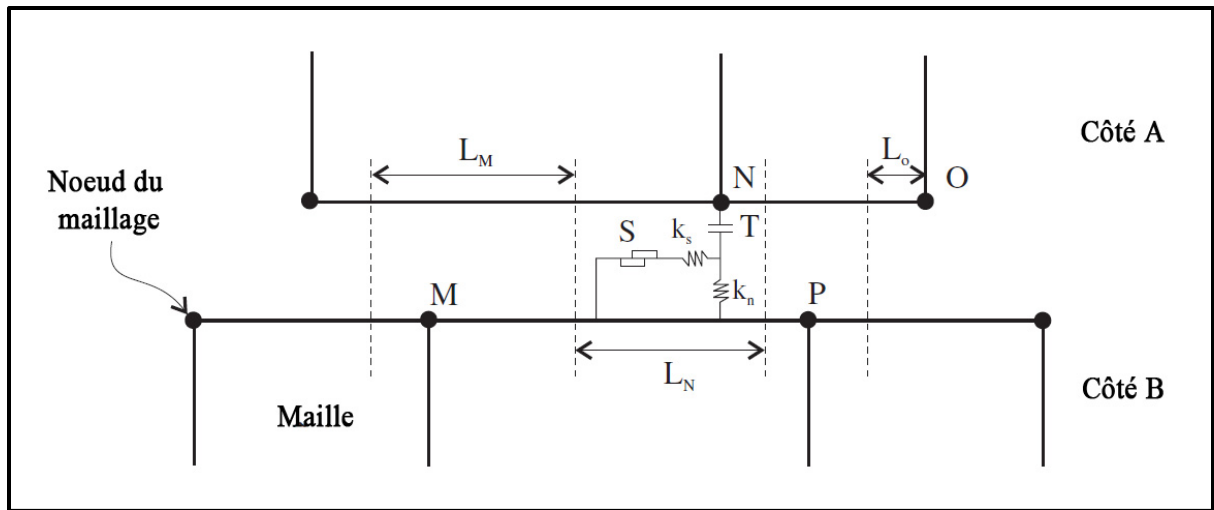 Côté A
L_M
L_o
N
O
Noeud du
maillage
S
k_s
T
M
k_n
P
L_N
Côté B
Maille